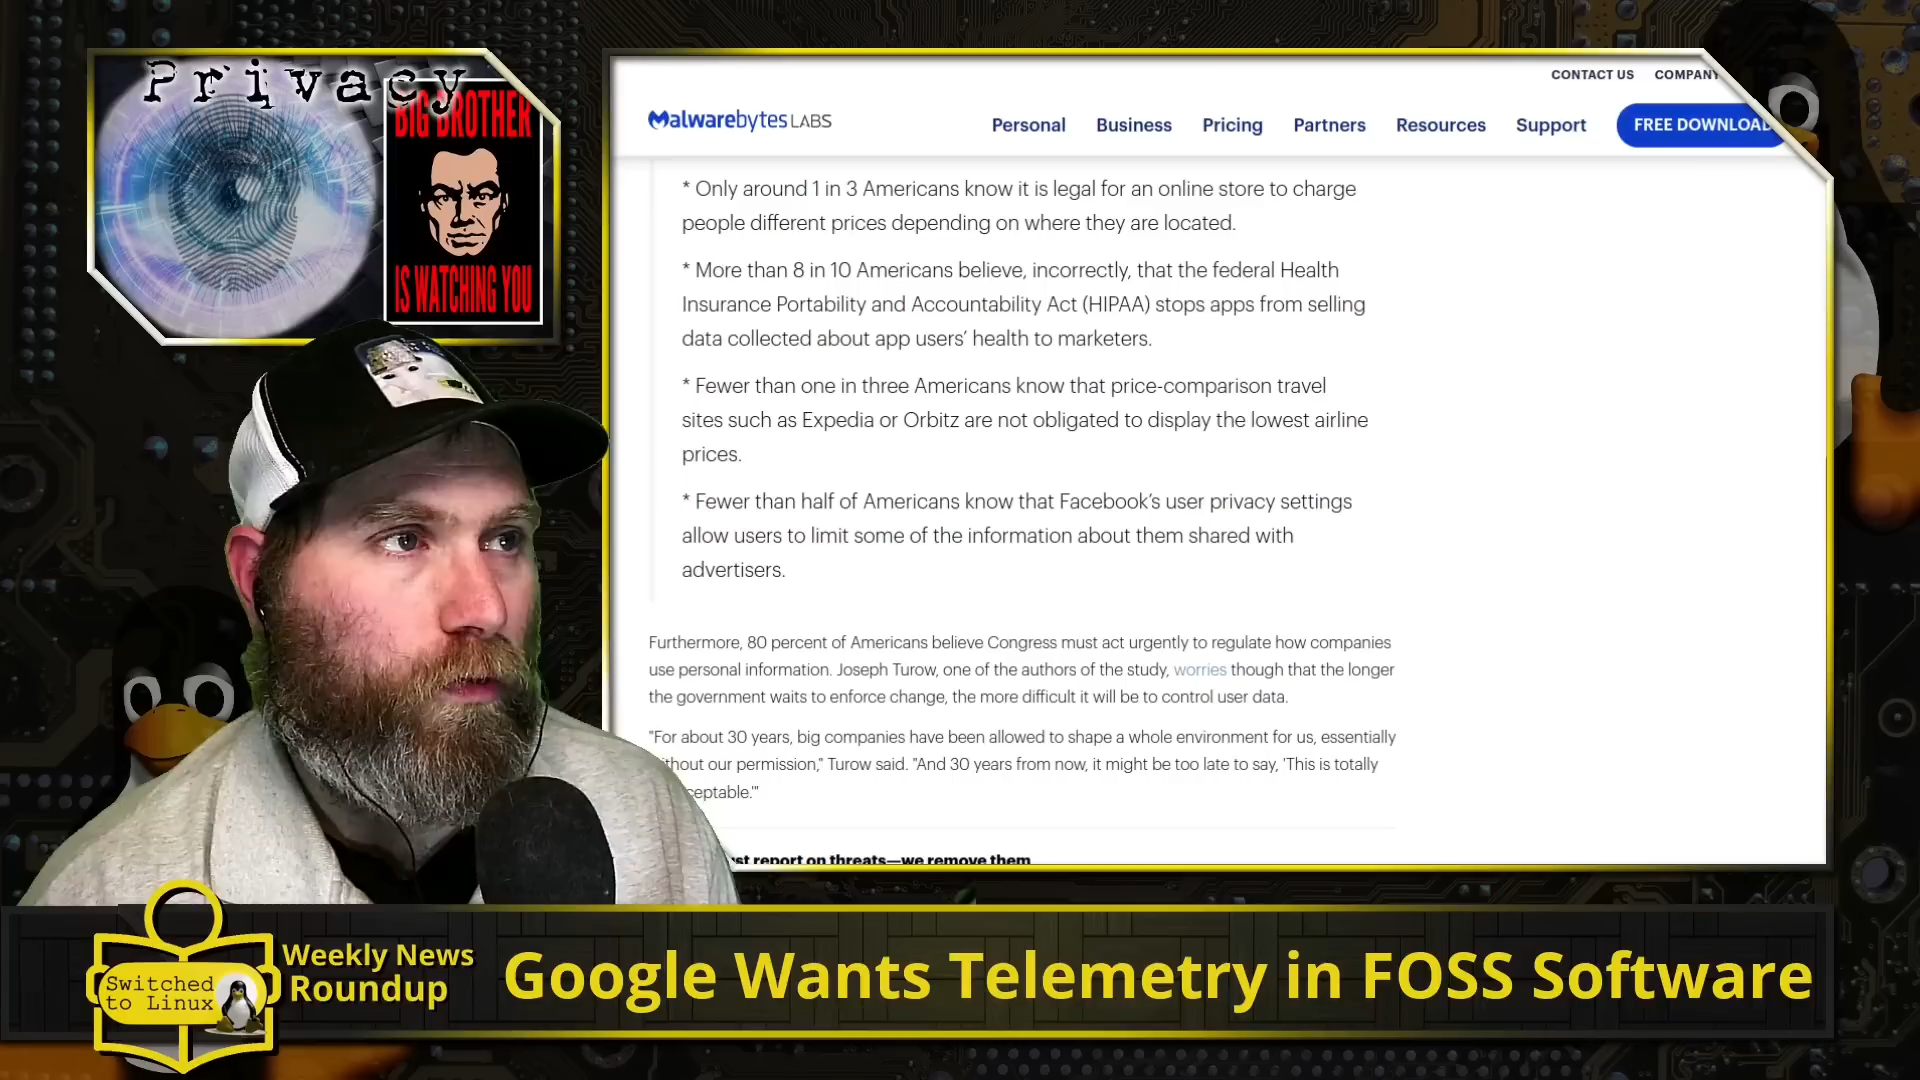 Privacy
BIG BROTHER
IS WATCHING YOU
CONTACT US COMPANY
Malwarebytes LABS
Personal Business Pricing Partners Resources Support FREE DOWNLOAD
* Only around 1 in 3 Americans know it is legal for an online store to charge
people different prices depending on where they are located.
* More than 8 in 10 Americans believe, incorrectly, that the federal Health
Insurance Portability and Accountability Act (HIPAA) stops apps from selling
data collected about app users’ health to marketers.
* Fewer than one in three Americans know that price-comparison travel
sites such as Expedia or Orbitz are not obligated to display the lowest airline
prices.
* Fewer than half of Americans know that Facebook’s user privacy settings
allow users to limit some of the information about them shared with
advertisers.
Furthermore, 80 percent of Americans believe Congress must act urgently to regulate how companies
use personal information. Joseph Turow, one of the authors of the study, worries though that the longer
the government waits to enforce change, the more difficult it will be to control user data.
"For about 30 years, big companies have been allowed to shape a whole environment for us, essentially
thout our permission," Turow said. "And 30 years from now, it might be too late to say, 'This is totally
ceptable.'"
st report on threats—we remove them
Switched
to Linux
Weekly News
Roundup
Google Wants Telemetry in FOSS Software